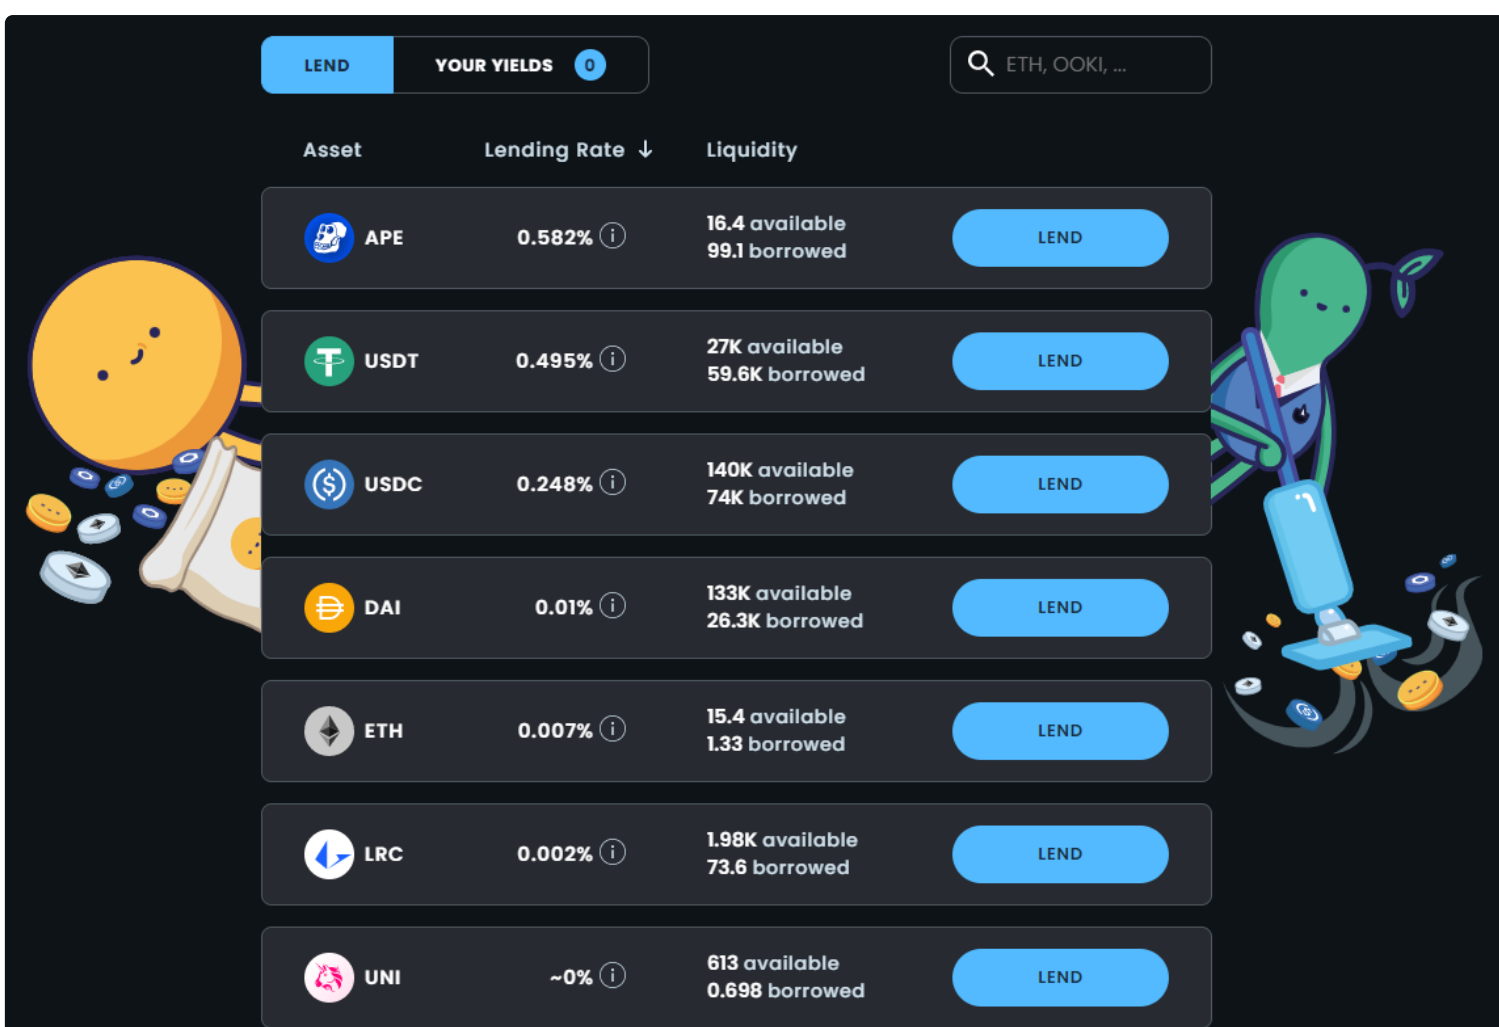 LEND
YOUR YIELDS 0
ETH, OOKI, ...
Asset Lending Rate ↓ Liquidity
APE 0.582% 16.4 available
99.1 borrowed
LEND
USDT 0.495% 27K available
59.6K borrowed
LEND
USDC 0.248% 140K available
74K borrowed
LEND
DAI 0.01% 133K available
26.3K borrowed
LEND
ETH 0.007% 15.4 available
1.33 borrowed
LEND
LRC 0.002% 1.98K available
73.6 borrowed
LEND
UNI ~0% 613 available
0.698 borrowed
LEND